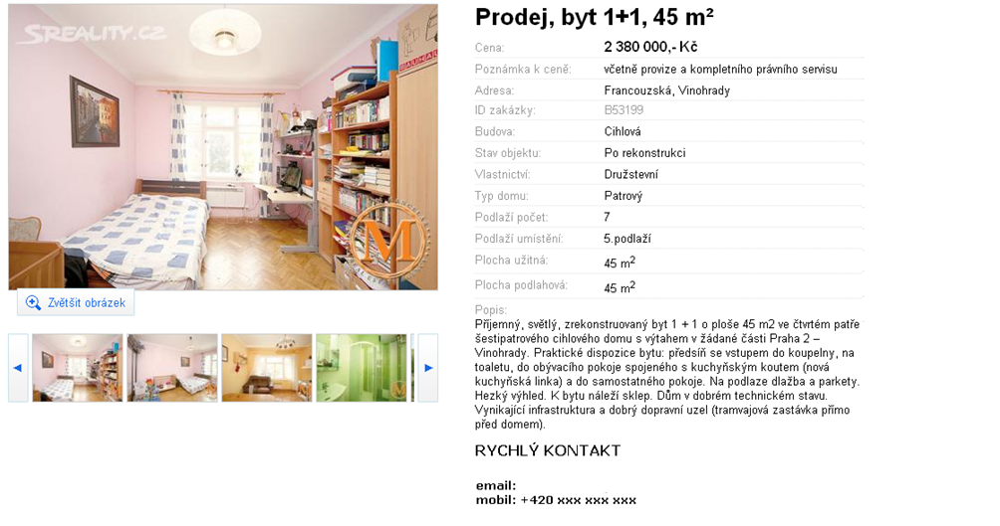 SREALITY.CZ
M
Zvětšit obrázek
Prodej, byt 1+1, 45 m²
Cena: 2 380 000,- Kč
Poznámka k ceně: včetně provize a kompletního právního servisu
Adresa: Francouzská, Vinohrady
ID zakázky: B53199
Budova: Cihlová
Stav objektu: Po rekonstrukci
Vlastnictví: Družstevní
Typ domu: Patrový
Podlaží počet: 7
Podlaží umístění: 5.podlaží
Plocha užitná: 45 m²
Plocha podlahová: 45 m²
Popis:
Příjemný, světlý, zrekonstruovaný byt 1 + 1 o ploše 45 m2 ve čtvrtém patře
šestipatrového cihlového domu s výtahem v žádané části Praha 2 –
Vinohrady. Praktické dispozice bytu: předsíň se vstupem do koupelny, na
toaletu, do obývacího pokoje spojeného s kuchyňským koutem (nová
kuchyňská linka) a do samostatného pokoje. Na podlaze dlažba a parkety.
Hezký výhled. K bytu náleží sklep. Dům v dobrém technickém stavu.
Vynikající infrastruktura a dobrý dopravní uzel (tramvajová zastávka přímo
před domem).
RYCHLÝ KONTAKT
email:
mobil: +420 xxx xxx xxx